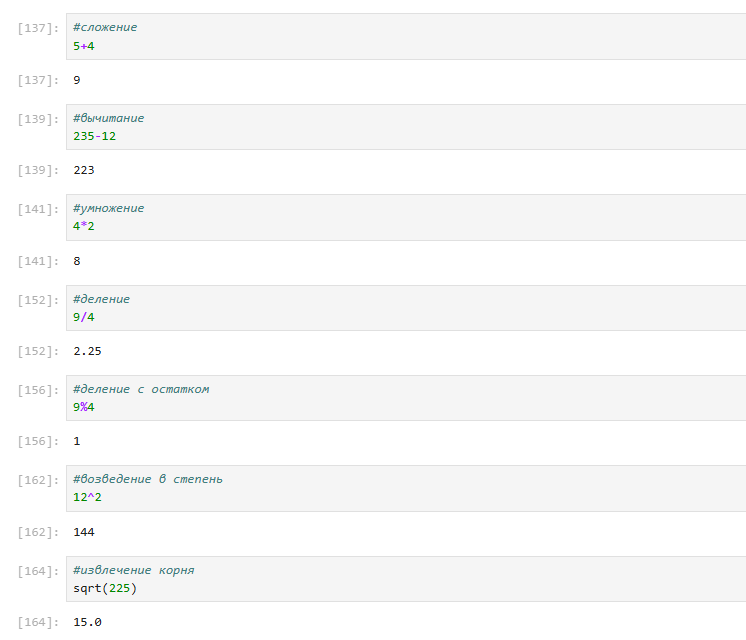 [137]: #сложение
5+4
[137]: 9
[139]: #вычитание
235-12
[139]: 223
[141]: #умножение
4*2
[141]: 8
[152]: #деление
9/4
[152]: 2.25
[156]: #деление с остатком
9%4
[156]: 1
[162]: #возведение в степень
12^2
[162]: 144
[164]: #извлечение корня
sqrt(225)
[164]: 15.0